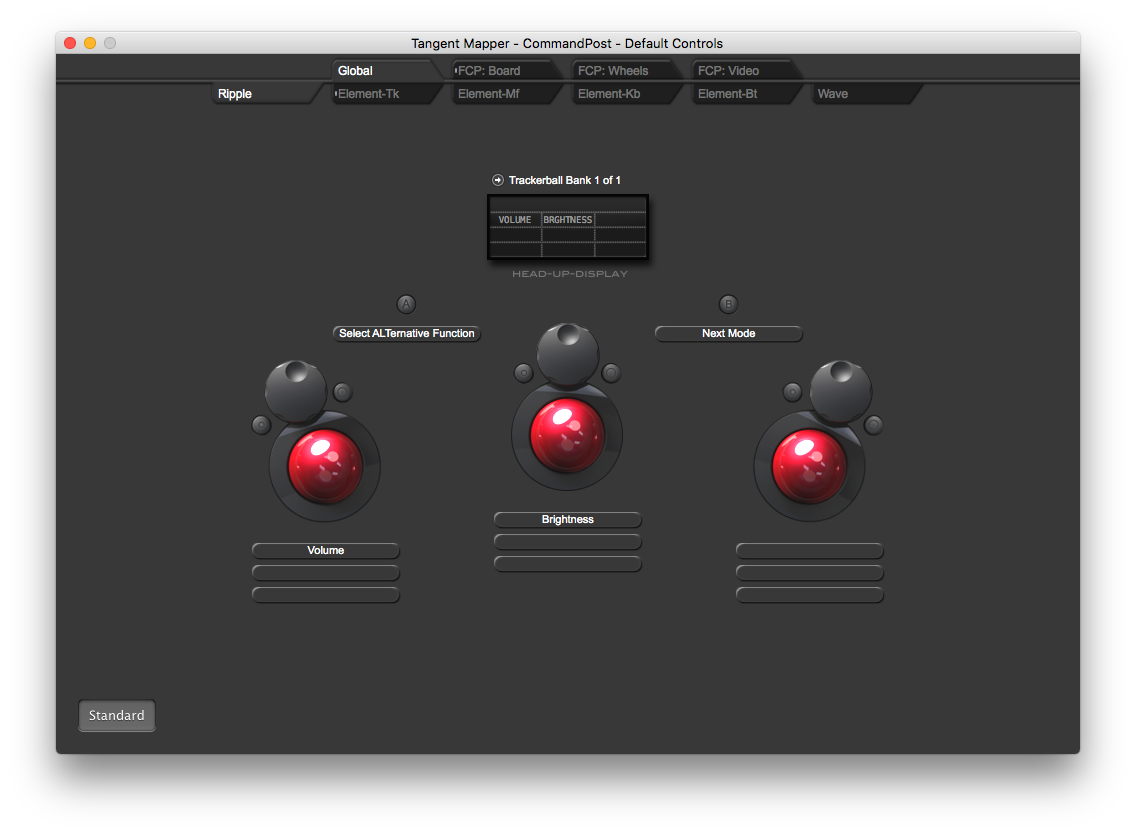 Tangent Mapper - CommandPost - Default Controls
Global FCP: Board FCP: Wheels FCP: Video
Ripple Element-Tk Element-Mf Element-Kb Element-Bt Wave
Trackerball Bank 1 of 1
VOLUME BRGHTNESS
HEAD-UP-DISPLAY
A B
Select ALTernative Function Next Mode
Brightness
Volume
Standard